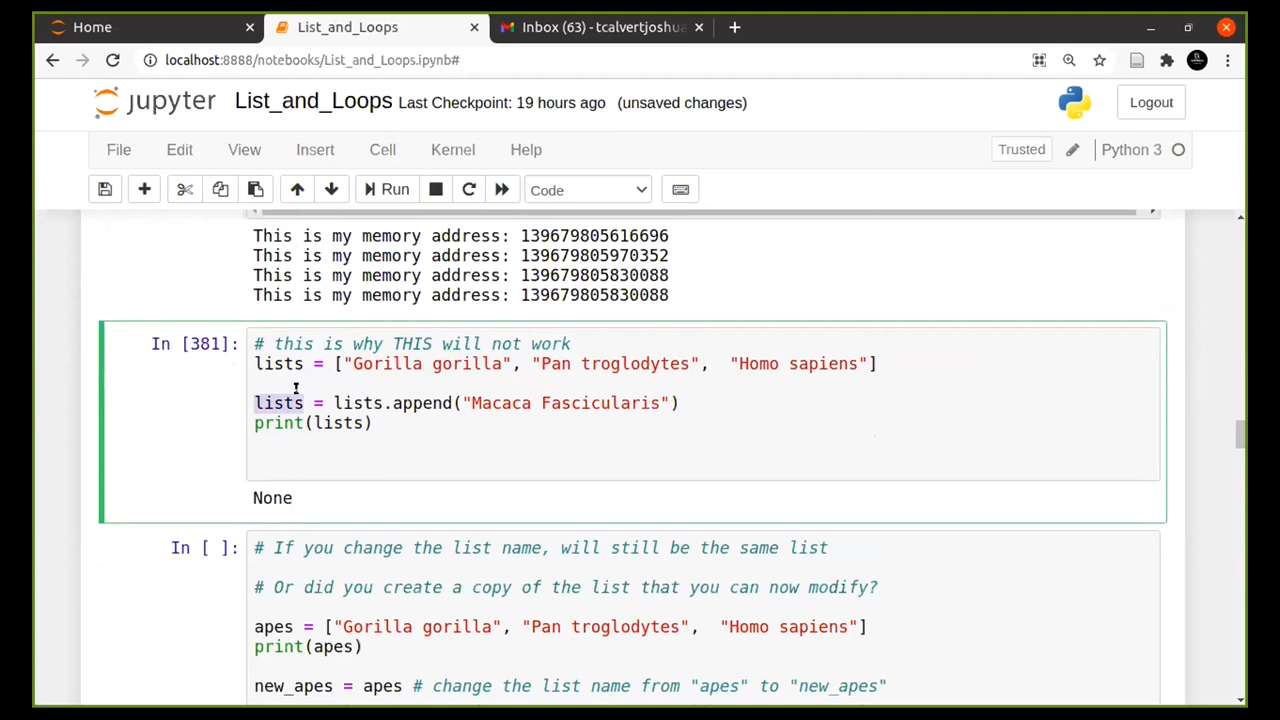 Home
List_and_Loops
Inbox (63) - tcalvertjoshua
localhost:8888/notebooks/List_and_Loops.ipynb#
jupyter List_and_Loops Last Checkpoint: 19 hours ago (unsaved changes)
Logout
File Edit View Insert Cell Kernel Help
Trusted
Python 3
Run
Code
This is my memory address: 139679805616696
This is my memory address: 139679805970352
This is my memory address: 139679805830088
This is my memory address: 139679805830088
In [381]: # this is why THIS will not work
lists = ["Gorilla gorilla", "Pan troglodytes",  "Homo sapiens"]
lists = lists.append("Macaca Fascicularis")
print(lists)
None
In [ ]: # If you change the list name, will still be the same list
# Or did you create a copy of the list that you can now modify?
apes = ["Gorilla gorilla", "Pan troglodytes",  "Homo sapiens"]
print(apes)
new_apes = apes # change the list name from "apes" to "new_apes"